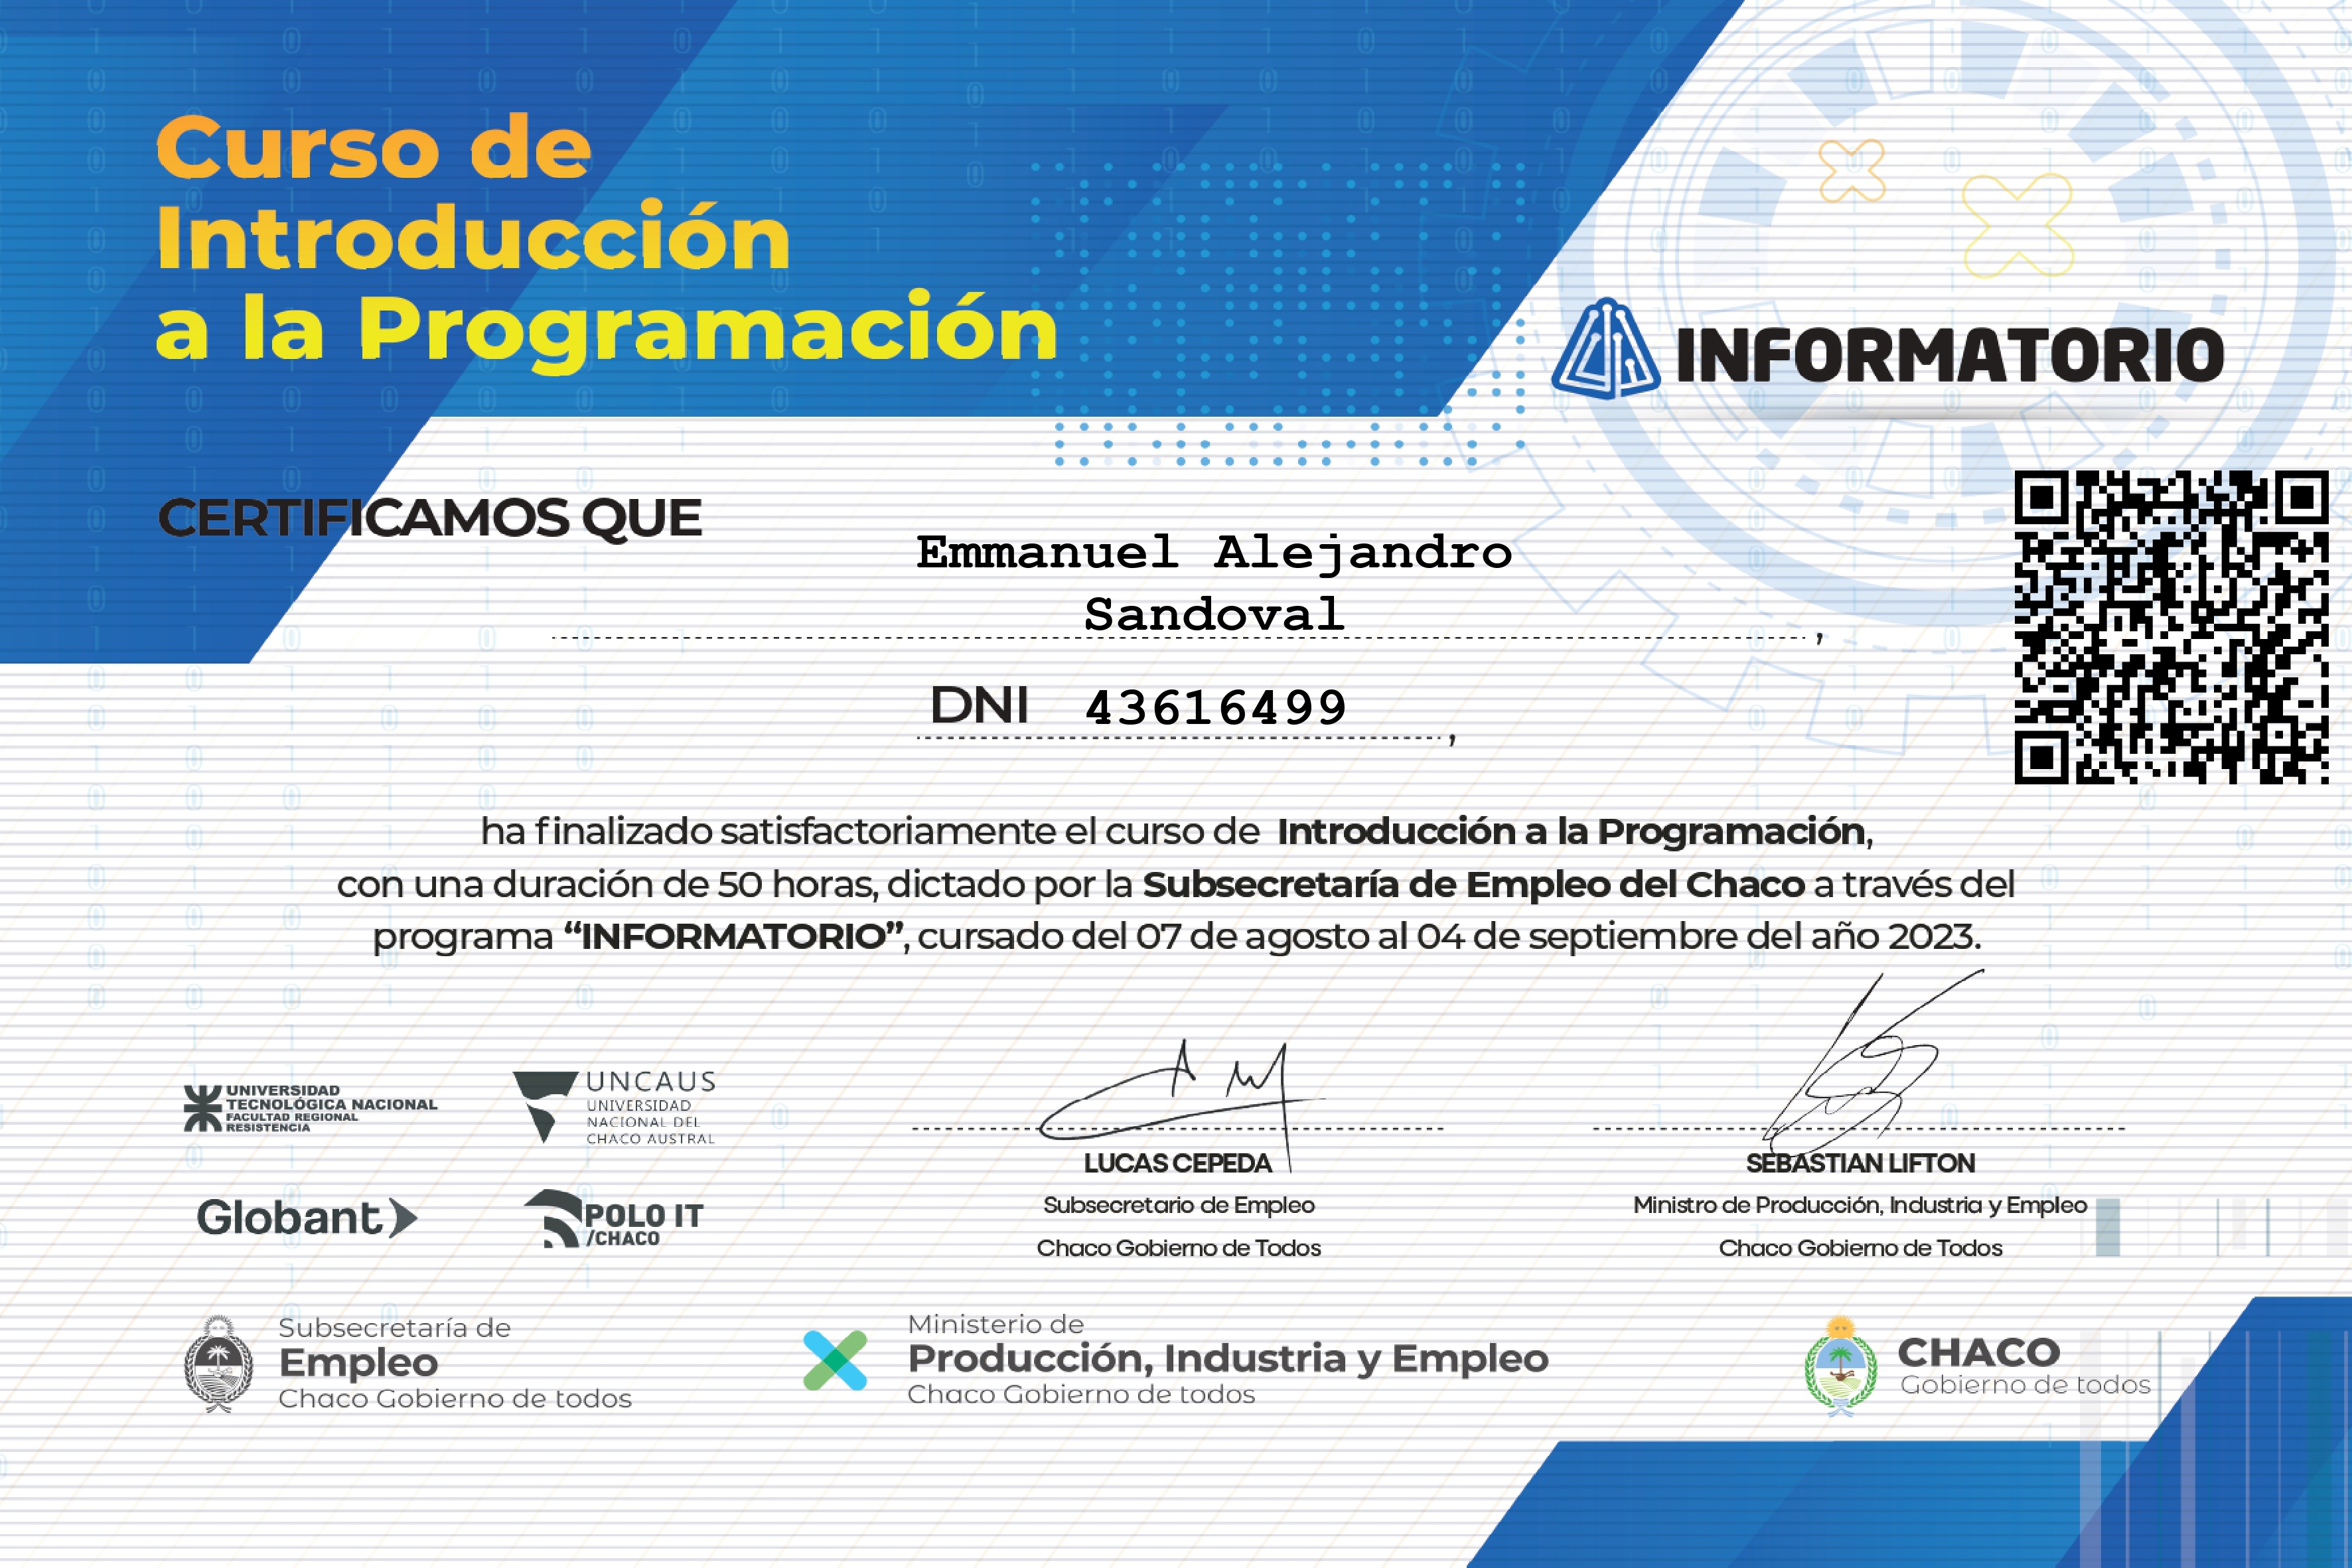 Curso de
Introducción
a la Programación
INFORMATORIO
CERTIFICAMOS QUE
Emmanuel Alejandro
Sandoval
,
DNI 43616499
,
ha finalizado satisfactoriamente el curso de Introducción a la Programación,
con una duración de 50 horas, dictado por la Subsecretaría de Empleo del Chaco a través del
programa “INFORMATORIO”, cursado del 07 de agosto al 04 de septiembre del año 2023.
UNIVERSIDAD
TECNOLÓGICA NACIONAL
FACULTAD REGIONAL
RESISTENCIA
UNCAUS
UNIVERSIDAD
NACIONAL DEL
CHACO AUSTRAL
Globant
POLO IT
/CHACO
LUCAS CEPEDA
Subsecretario de Empleo
Chaco Gobierno de Todos
SEBASTIAN LIFTON
Ministro de Producción, Industria y Empleo
Chaco Gobierno de Todos
Subsecretaría de
Empleo
Chaco Gobierno de todos
Ministerio de
Producción, Industria y Empleo
Chaco Gobierno de todos
CHACO
Gobierno de todos